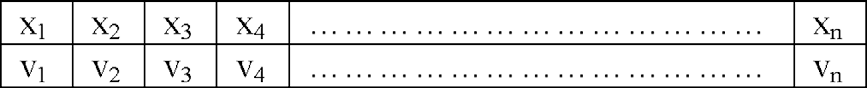 x₁ x₂ x₃ x₄ ………………………………… xₙ
v₁ v₂ v₃ v₄ ………………………………… vₙ